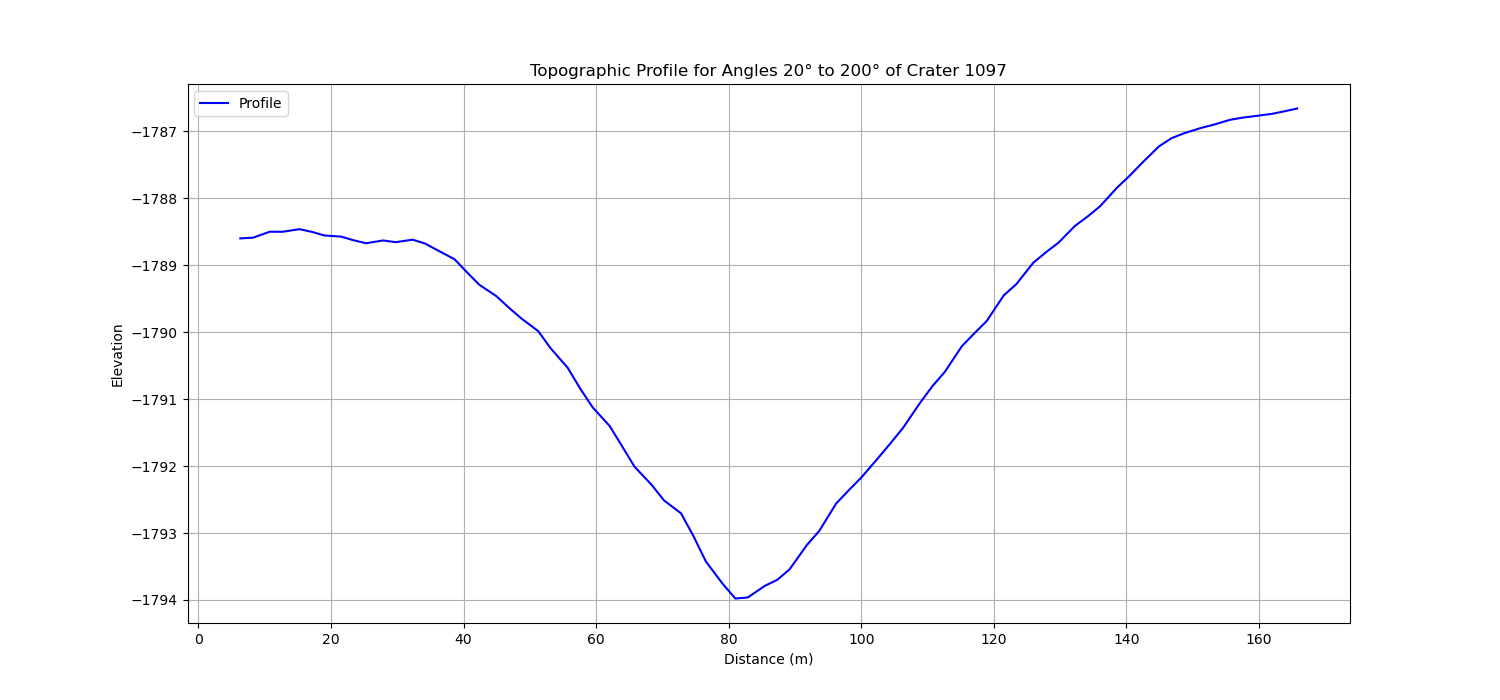 Topographic Profile for Angles 20° to 200° of Crater 1097
Profile
−1787
−1788
−1789
−1790
−1791
−1792
−1793
−1794
Elevation
0 20 40 60 80 100 120 140 160
Distance (m)